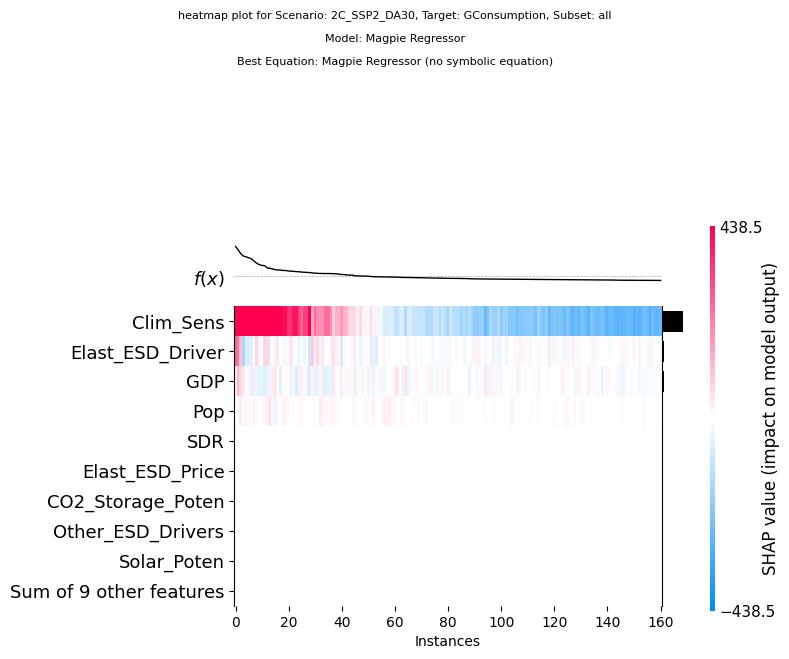 heatmap plot for Scenario: 2C_SSP2_DA30, Target: GConsumption, Subset: all
Model: Magpie Regressor
Best Equation: Magpie Regressor (no symbolic equation)
f(x)
Clim_Sens
Elast_ESD_Driver
GDP
Pop
SDR
Elast_ESD_Price
CO2_Storage_Poten
Other_ESD_Drivers
Solar_Poten
Sum of 9 other features
0 20 40 60 80 100 120 140 160
Instances
438.5
SHAP value (impact on model output)
−438.5